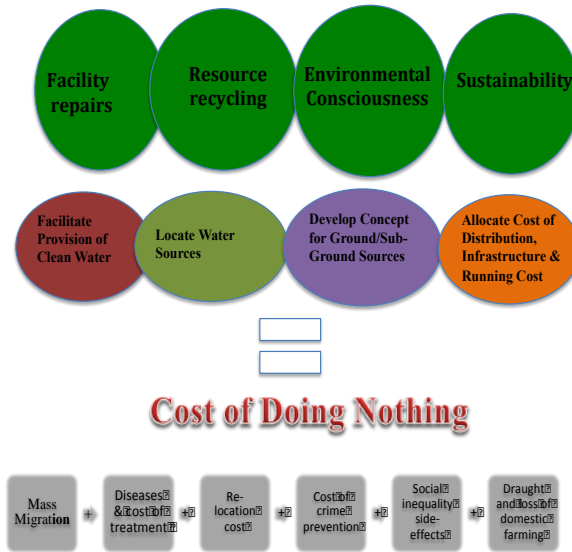 Facility
repairs
Resource
recycling
Environmental
Consciousness
Sustainability
Facilitate
Provision of
Clean Water
Locate Water
Sources
Develop Concept
for Ground/Sub-
Ground Sources
Allocate Cost of
Distribution,
Infrastructure &
Running Cost
Cost of Doing Nothing
Mass
Migration
+
Diseases
& cost of
treatment
+
Re-
location
cost
+
Cost of
crime
prevention
+
Social
inequality
side-
effects
+
Draught
and loss of
domestic
farming